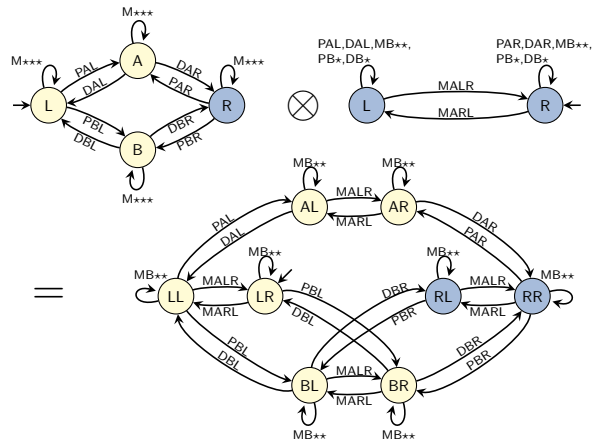 M⋆⋆⋆
A
M⋆⋆⋆
PAL
DAL
DAR
PAR
M⋆⋆⋆
L
R
PBL
DBL
DBR
PBR
B
M⋆⋆⋆
⊗
PAL,DAL,MB⋆⋆,
PB⋆,DB⋆
PAR,DAR,MB⋆⋆,
PB⋆,DB⋆
MALR
L
R
MARL
=
MB⋆⋆
MB⋆⋆
MALR
AL
AR
MARL
PAL
DAL
DAR
PAR
MB⋆⋆
MB⋆⋆
MB⋆⋆
MB⋆⋆
MALR
LL
LR
MARL
PBL
DBL
DBR
PBR
MALR
RL
RR
MARL
PBL
DBL
DBR
PBR
MALR
BL
BR
MARL
MB⋆⋆
MB⋆⋆